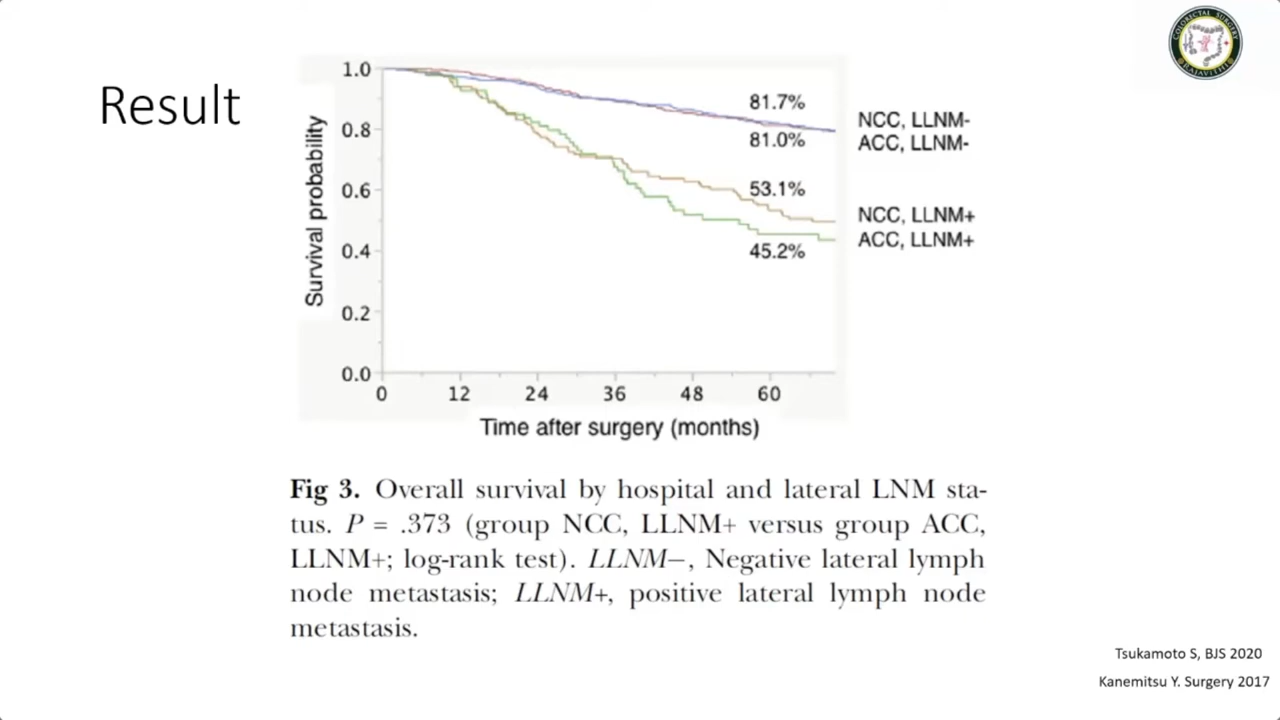 COLORECTAL SURGERY
RAJAVITHI
Result
Survival probability
1.0
0.8
0.6
0.4
0.2
0.0
81.7%
81.0%
53.1%
45.2%
NCC, LLNM-
ACC, LLNM-
NCC, LLNM+
ACC, LLNM+
0 12 24 36 48 60
Time after surgery (months)
Fig 3. Overall survival by hospital and lateral LNM sta-
tus. P = .373 (group NCC, LLNM+ versus group ACC,
LLNM+; log-rank test). LLNM−, Negative lateral lymph
node metastasis; LLNM+, positive lateral lymph node
metastasis.
Tsukamoto S, BJS 2020
Kanemitsu Y. Surgery 2017